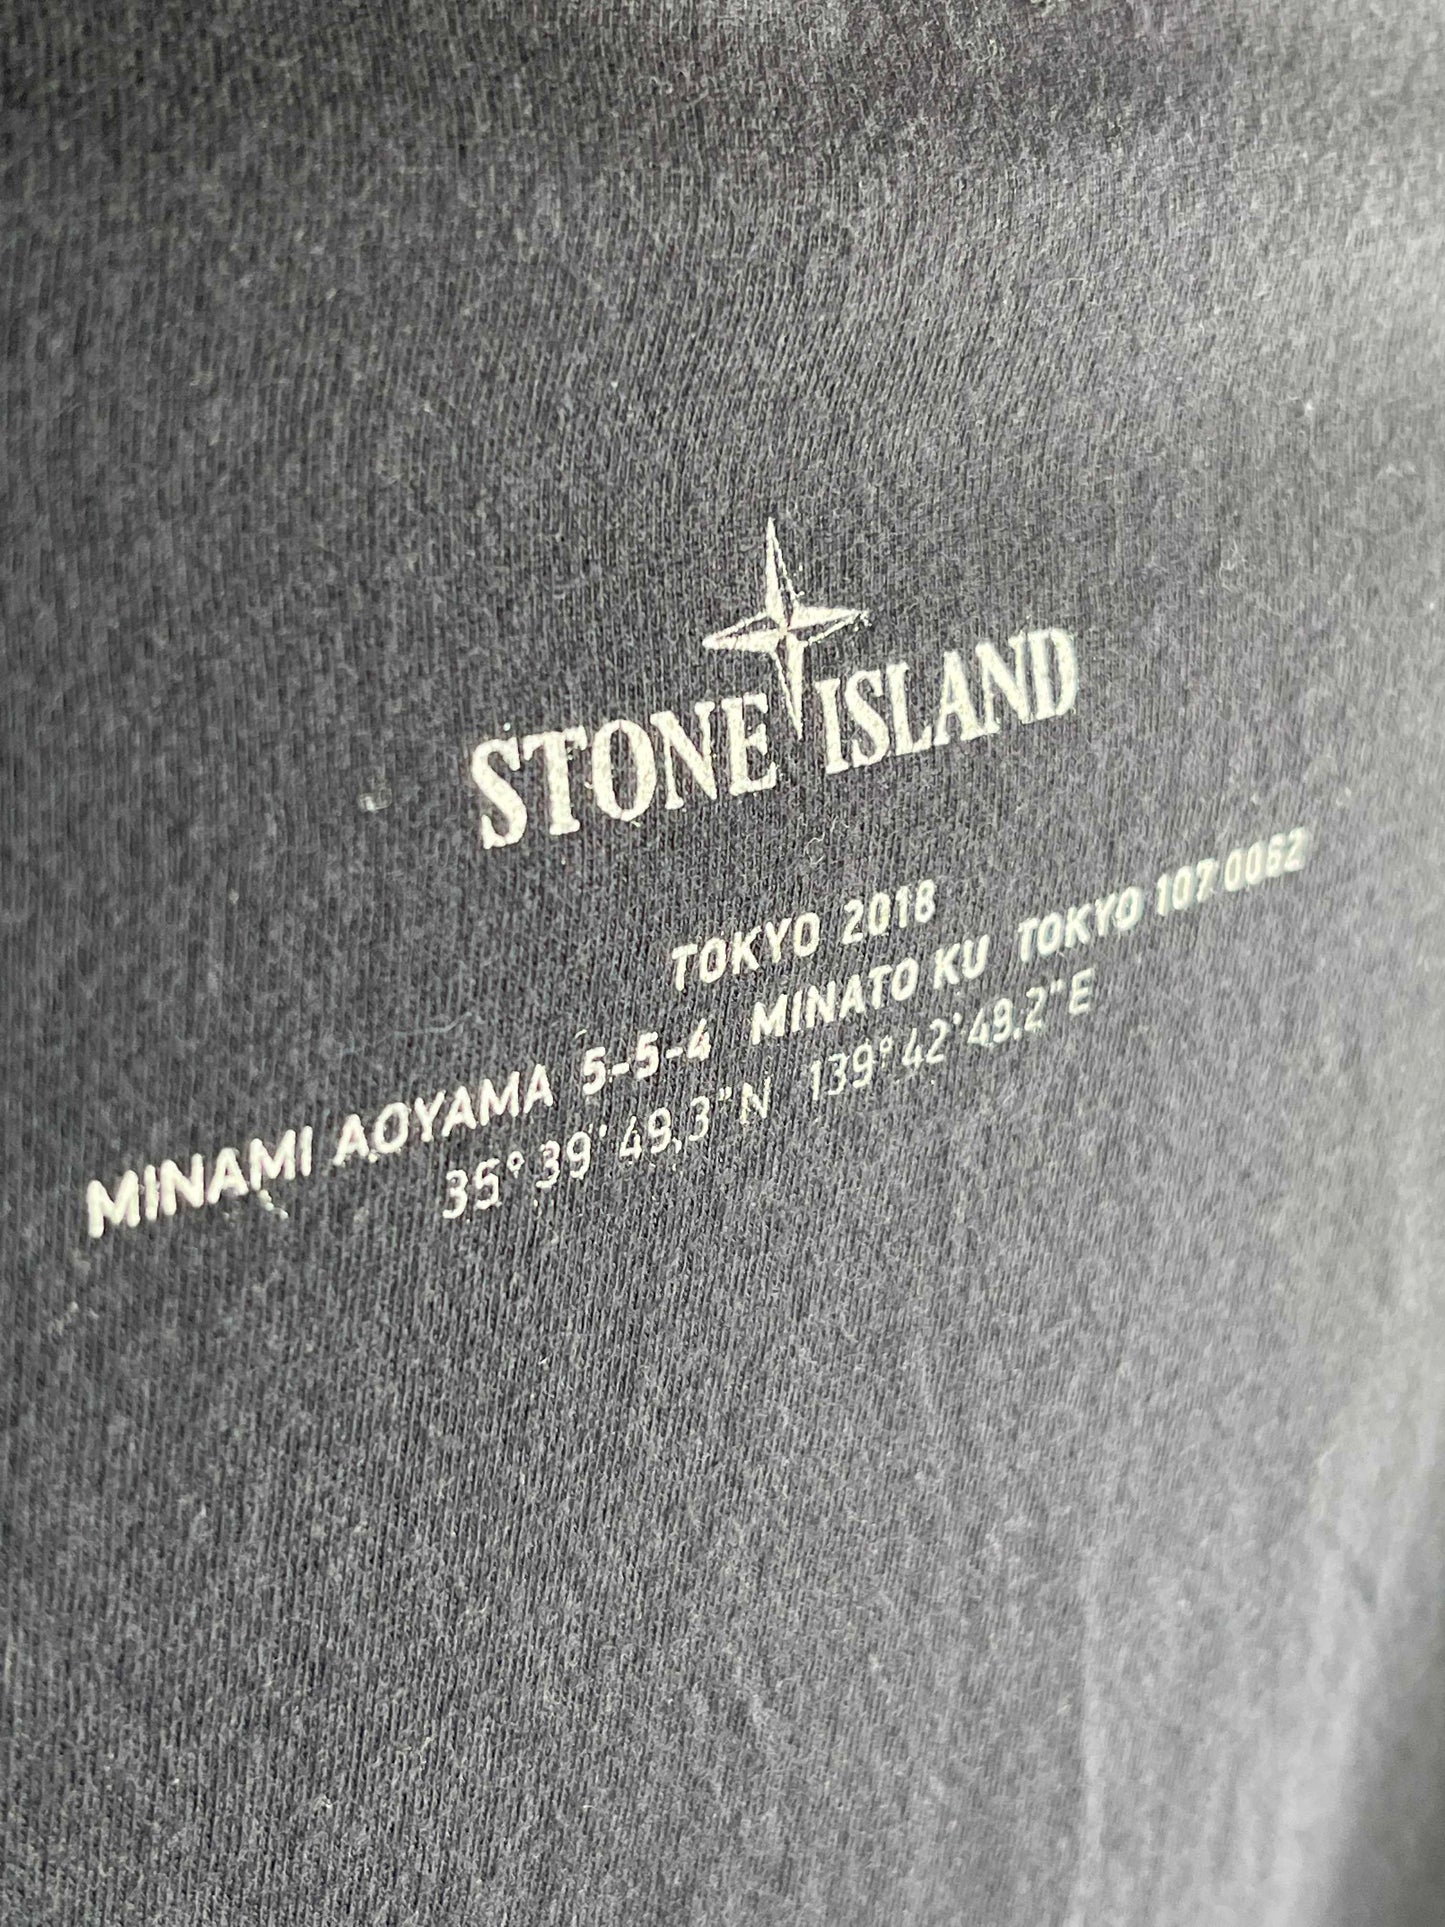 STONE ISLAND
TOKYO 2018
MINAMI AOYAMA 5-5-4 MINATO KU TOKYO 107 0062
35° 39' 49,3" N 139° 42' 49,2" E